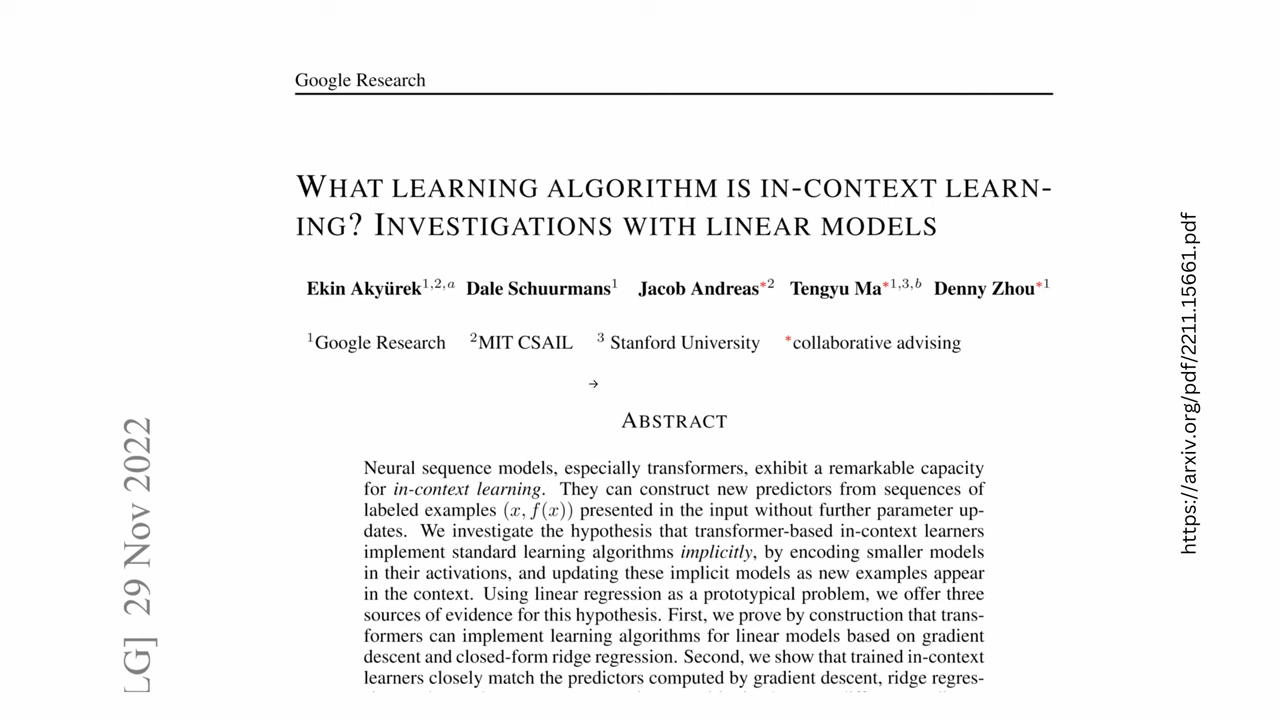 Google Research
WHAT LEARNING ALGORITHM IS IN-CONTEXT LEARN-
ING? INVESTIGATIONS WITH LINEAR MODELS
Ekin Akyürek1,2,a Dale Schuurmans1 Jacob Andreas*2 Tengyu Ma*1,3,b Denny Zhou*1
1Google Research 2MIT CSAIL 3 Stanford University *collaborative advising
→
ABSTRACT
Neural sequence models, especially transformers, exhibit a remarkable capacity
for in-context learning. They can construct new predictors from sequences of
labeled examples (x, f(x)) presented in the input without further parameter up-
dates. We investigate the hypothesis that transformer-based in-context learners
implement standard learning algorithms implicitly, by encoding smaller models
in their activations, and updating these implicit models as new examples appear
in the context. Using linear regression as a prototypical problem, we offer three
sources of evidence for this hypothesis. First, we prove by construction that trans-
formers can implement learning algorithms for linear models based on gradient
descent and closed-form ridge regression. Second, we show that trained in-context
learners closely match the predictors computed by gradient descent, ridge regres-
LG] 29 Nov 2022
https://arxiv.org/pdf/2211.15661.pdf